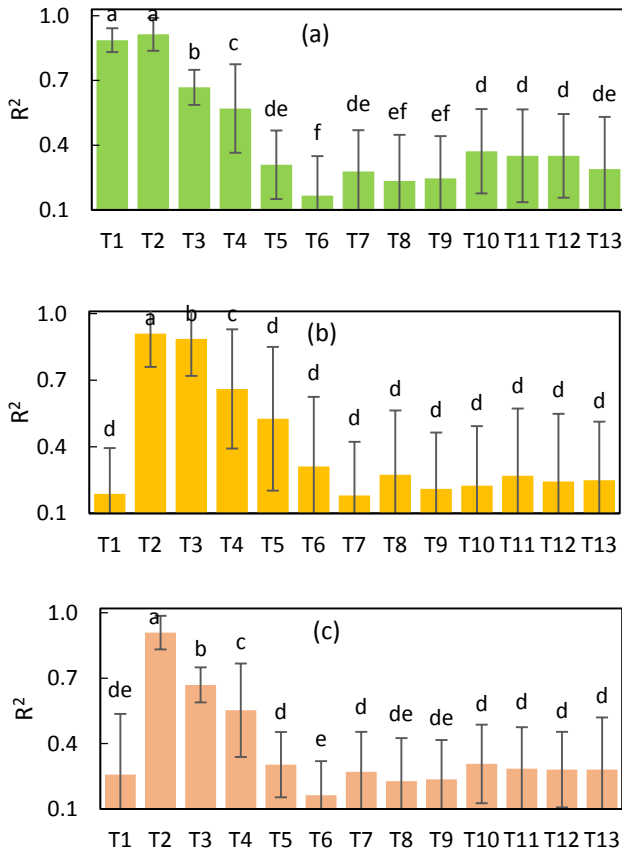 1.0 a a (a)
b c
0.7
R² de f de ef ef d d d de
0.4
0.1
T1 T2 T3 T4 T5 T6 T7 T8 T9 T10 T11 T12 T13
1.0 a b c (b)
d
0.7
R² d d d d d d d d d
0.4
0.1
T1 T2 T3 T4 T5 T6 T7 T8 T9 T10 T11 T12 T13
1.0 a (c)
b c
0.7
R² de d e d de de d d d d
0.4
0.1
T1 T2 T3 T4 T5 T6 T7 T8 T9 T10 T11 T12 T13